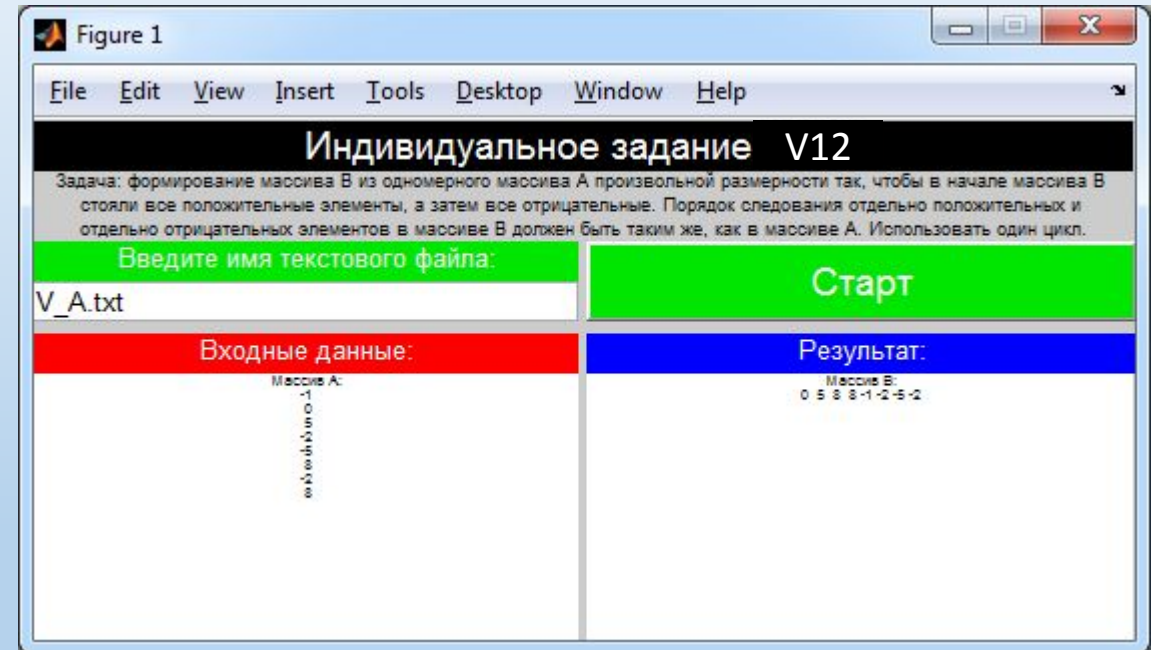 Figure 1
File Edit View Insert Tools Desktop Window Help
Индивидуальное задание V12
Задача: формирование массива В из одномерного массива А произвольной размерности так, чтобы в начале массива В
стояли все положительные элементы, а затем все отрицательные. Порядок следования отдельно положительных и
отдельно отрицательных элементов в массиве В должен быть таким же, как в массиве А. Использовать один цикл.
Введите имя текстового файла:
V_A.txt
Старт
Входные данные:
Массив А:
-1
0
5
-2
-5
8
-2
8
Результат:
Массив В:
0 5 8 8 -1 -2 -5 -2